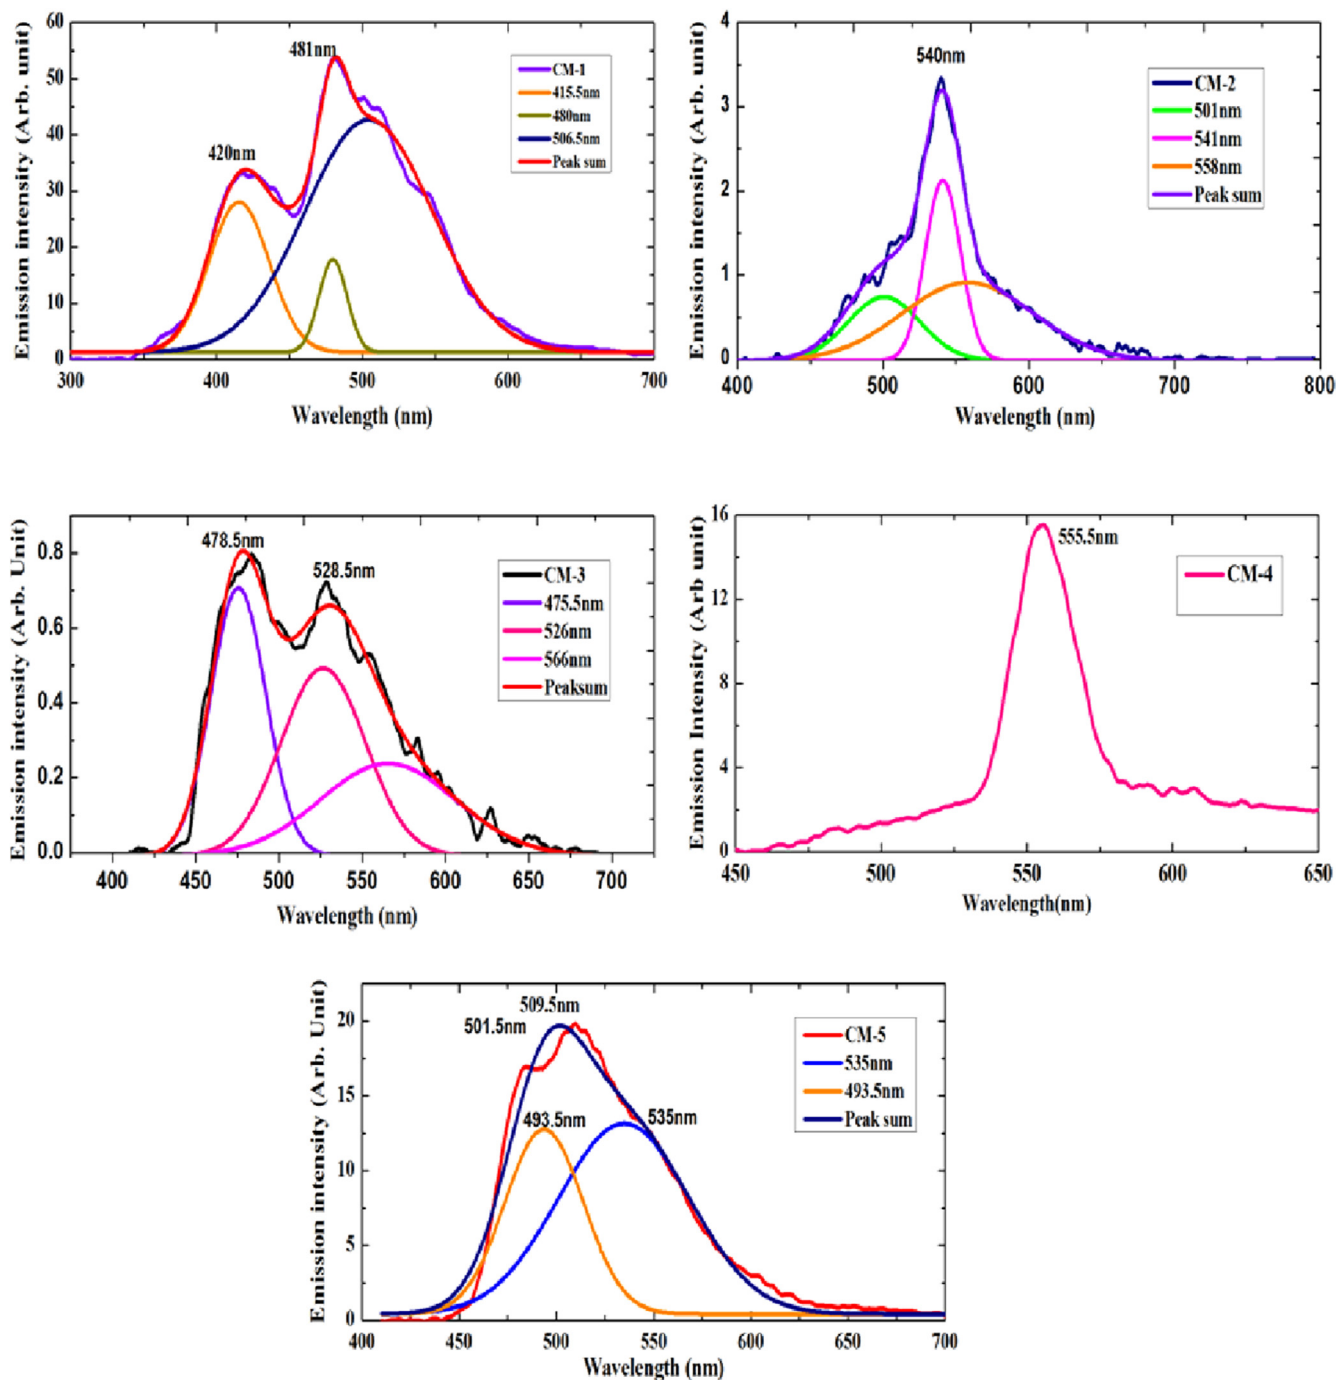 Emission intensity (Arb. unit)
60
50
40
30
20
10
0
300
400
500
600
700
Wavelength (nm)
420nm
481nm
CM-1
415.5nm
480nm
506.5nm
Peak sum
Emission intensity (Arb. unit)
4
3
2
1
0
400
500
600
700
800
Wavelength (nm)
540nm
CM-2
501nm
541nm
558nm
Peak sum
Emission intensity (Arb. Unit)
0.8
0.6
0.4
0.2
0.0
400
450
500
550
600
650
700
Wavelength (nm)
478.5nm
528.5nm
CM-3
475.5nm
526nm
566nm
Peaksum
Emission Intensity (Arb unit)
16
12
8
4
0
450
500
550
600
650
Wavelength(nm)
555.5nm
CM-4
Emission intensity (Arb. Unit)
20
15
10
5
0
400
450
500
550
600
650
700
Wavelength (nm)
509.5nm
501.5nm
493.5nm
535nm
CM-5
535nm
493.5nm
Peak sum